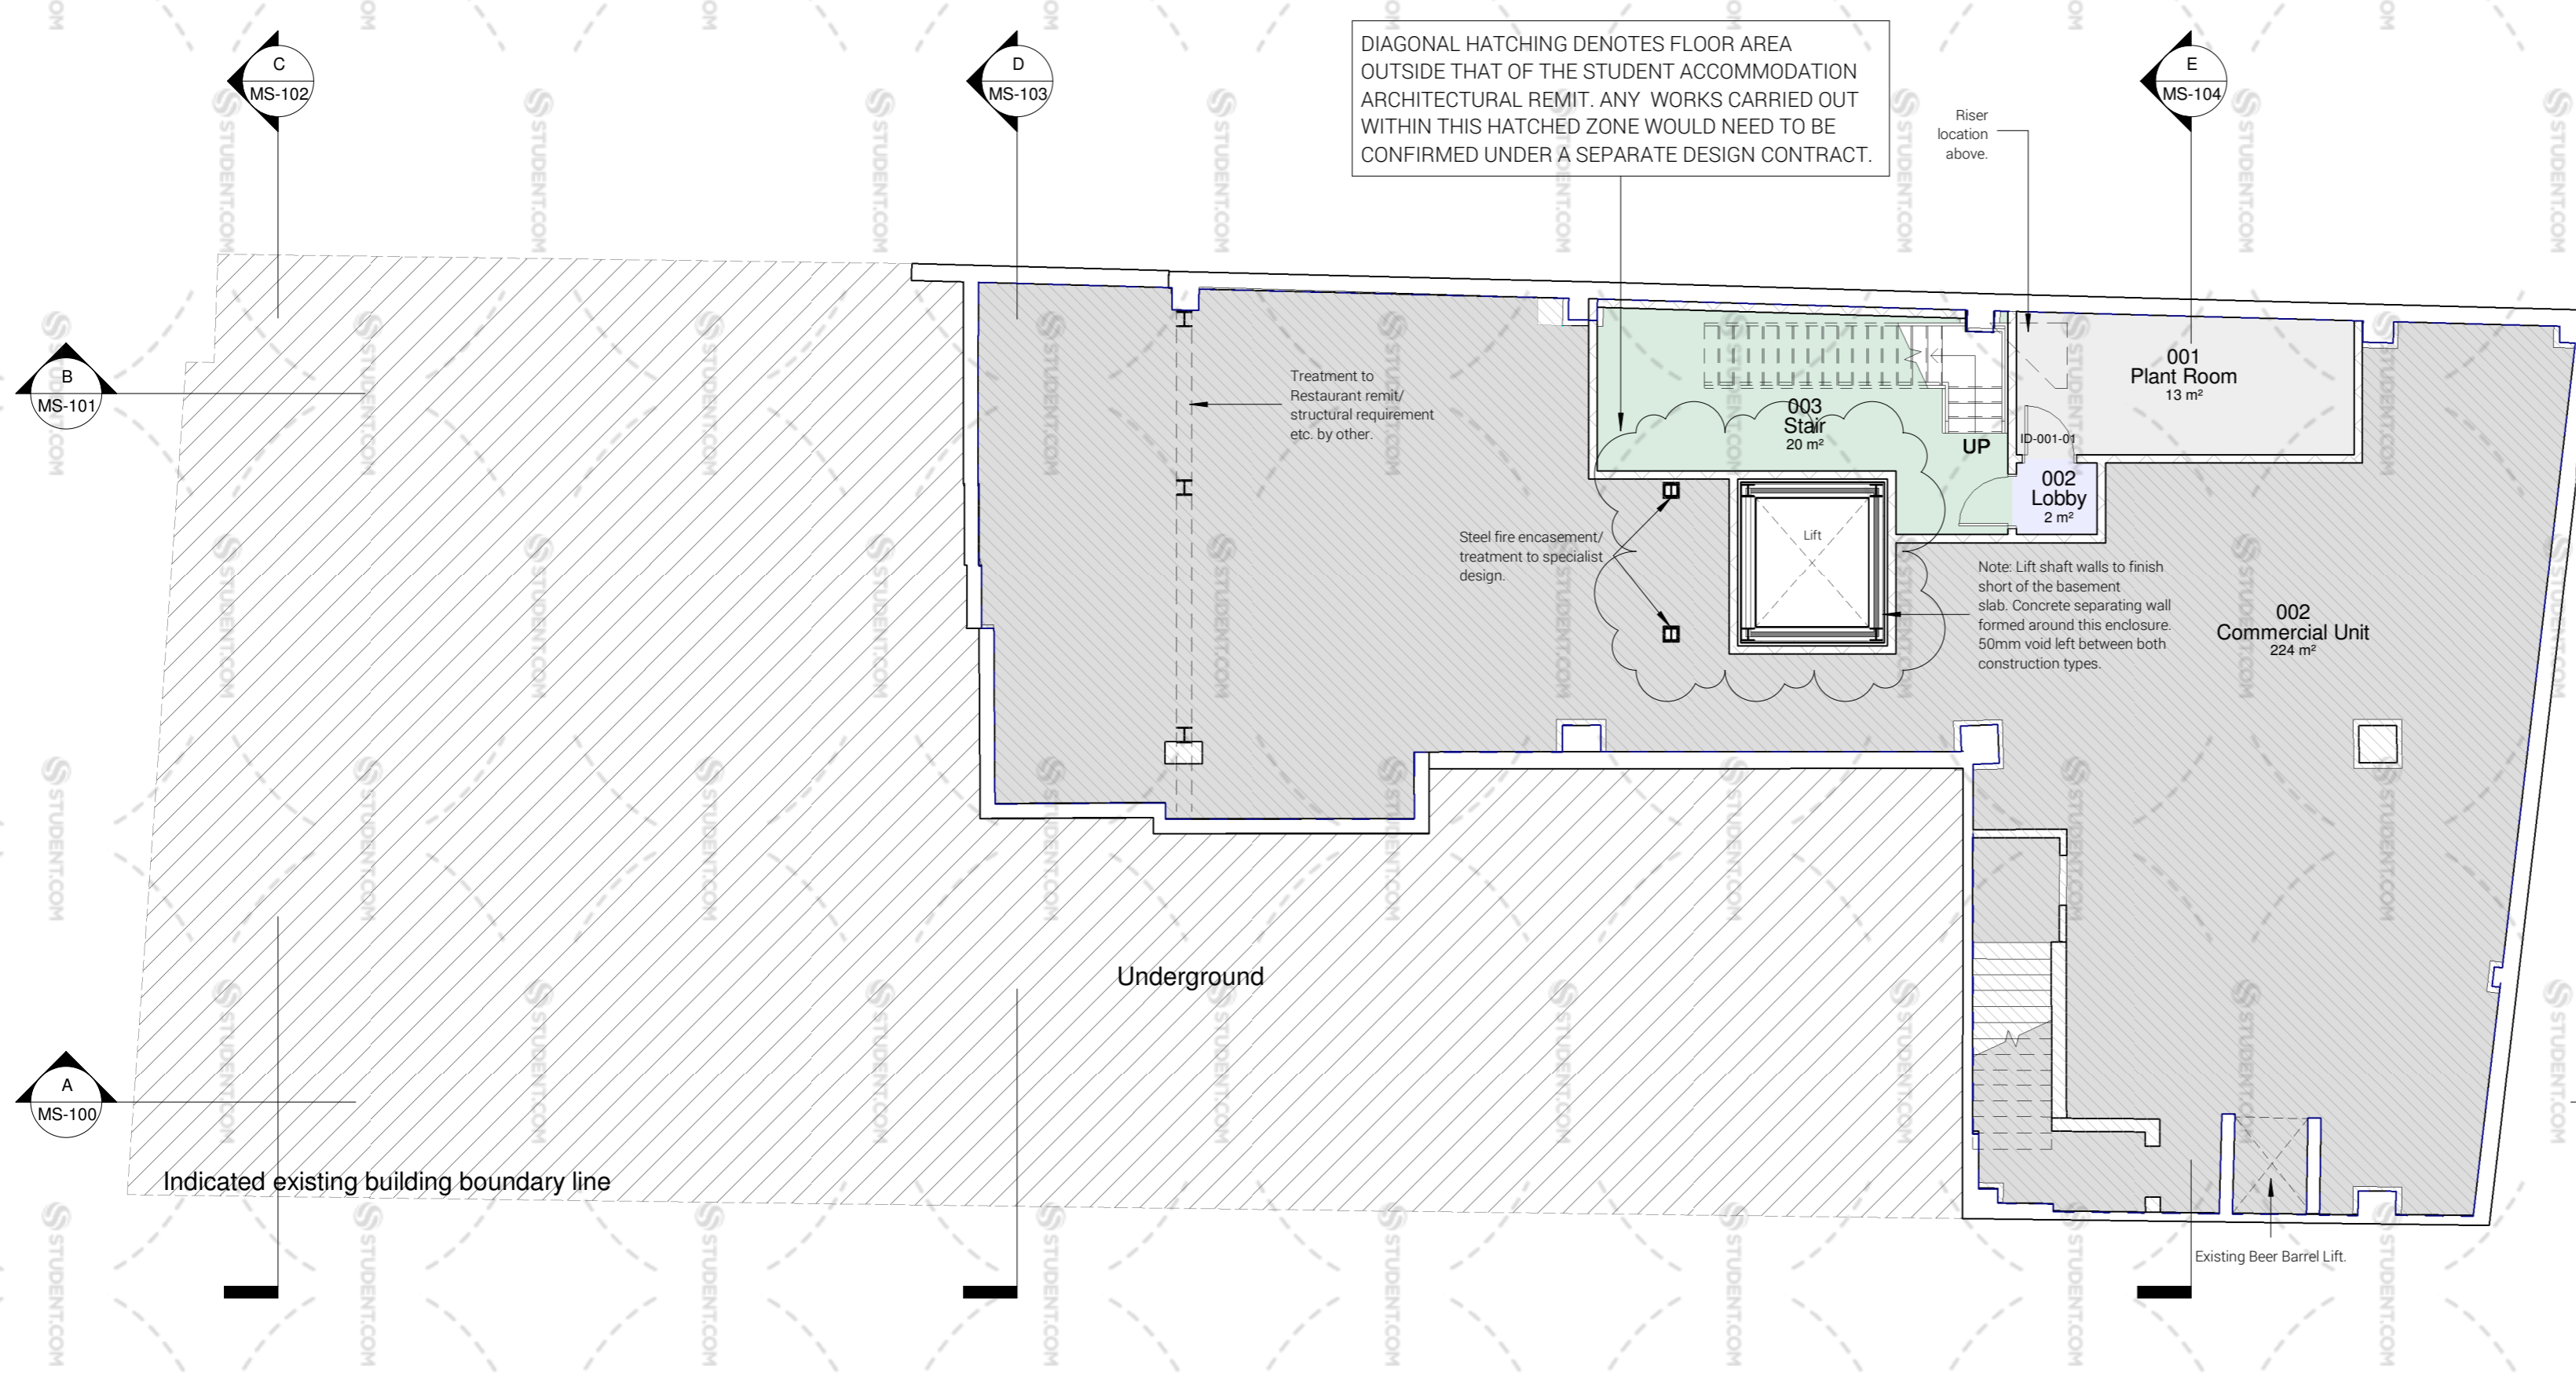 C
MS-102
D
MS-103
DIAGONAL HATCHING DENOTES FLOOR AREA
OUTSIDE THAT OF THE STUDENT ACCOMMODATION
ARCHITECTURAL REMIT. ANY WORKS CARRIED OUT
WITHIN THIS HATCHED ZONE WOULD NEED TO BE
CONFIRMED UNDER A SEPARATE DESIGN CONTRACT.
E
MS-104
Riser
location
above.
B
MS-101
Treatment to
Restaurant remit/
structural requirement
etc. by other.
003
Stair
20 m²
UP
001
Plant Room
13 m²
ID-001-01
002
Lobby
2 m²
Lift
Steel fire encasement/
treatment to specialist
design.
Note: Lift shaft walls to finish
short of the basement
slab. Concrete separating wall
formed around this enclosure.
50mm void left between both
construction types.
002
Commercial Unit
224 m²
Underground
A
MS-100
Indicated existing building boundary line
Existing Beer Barrel Lift.
STUDENT.COM